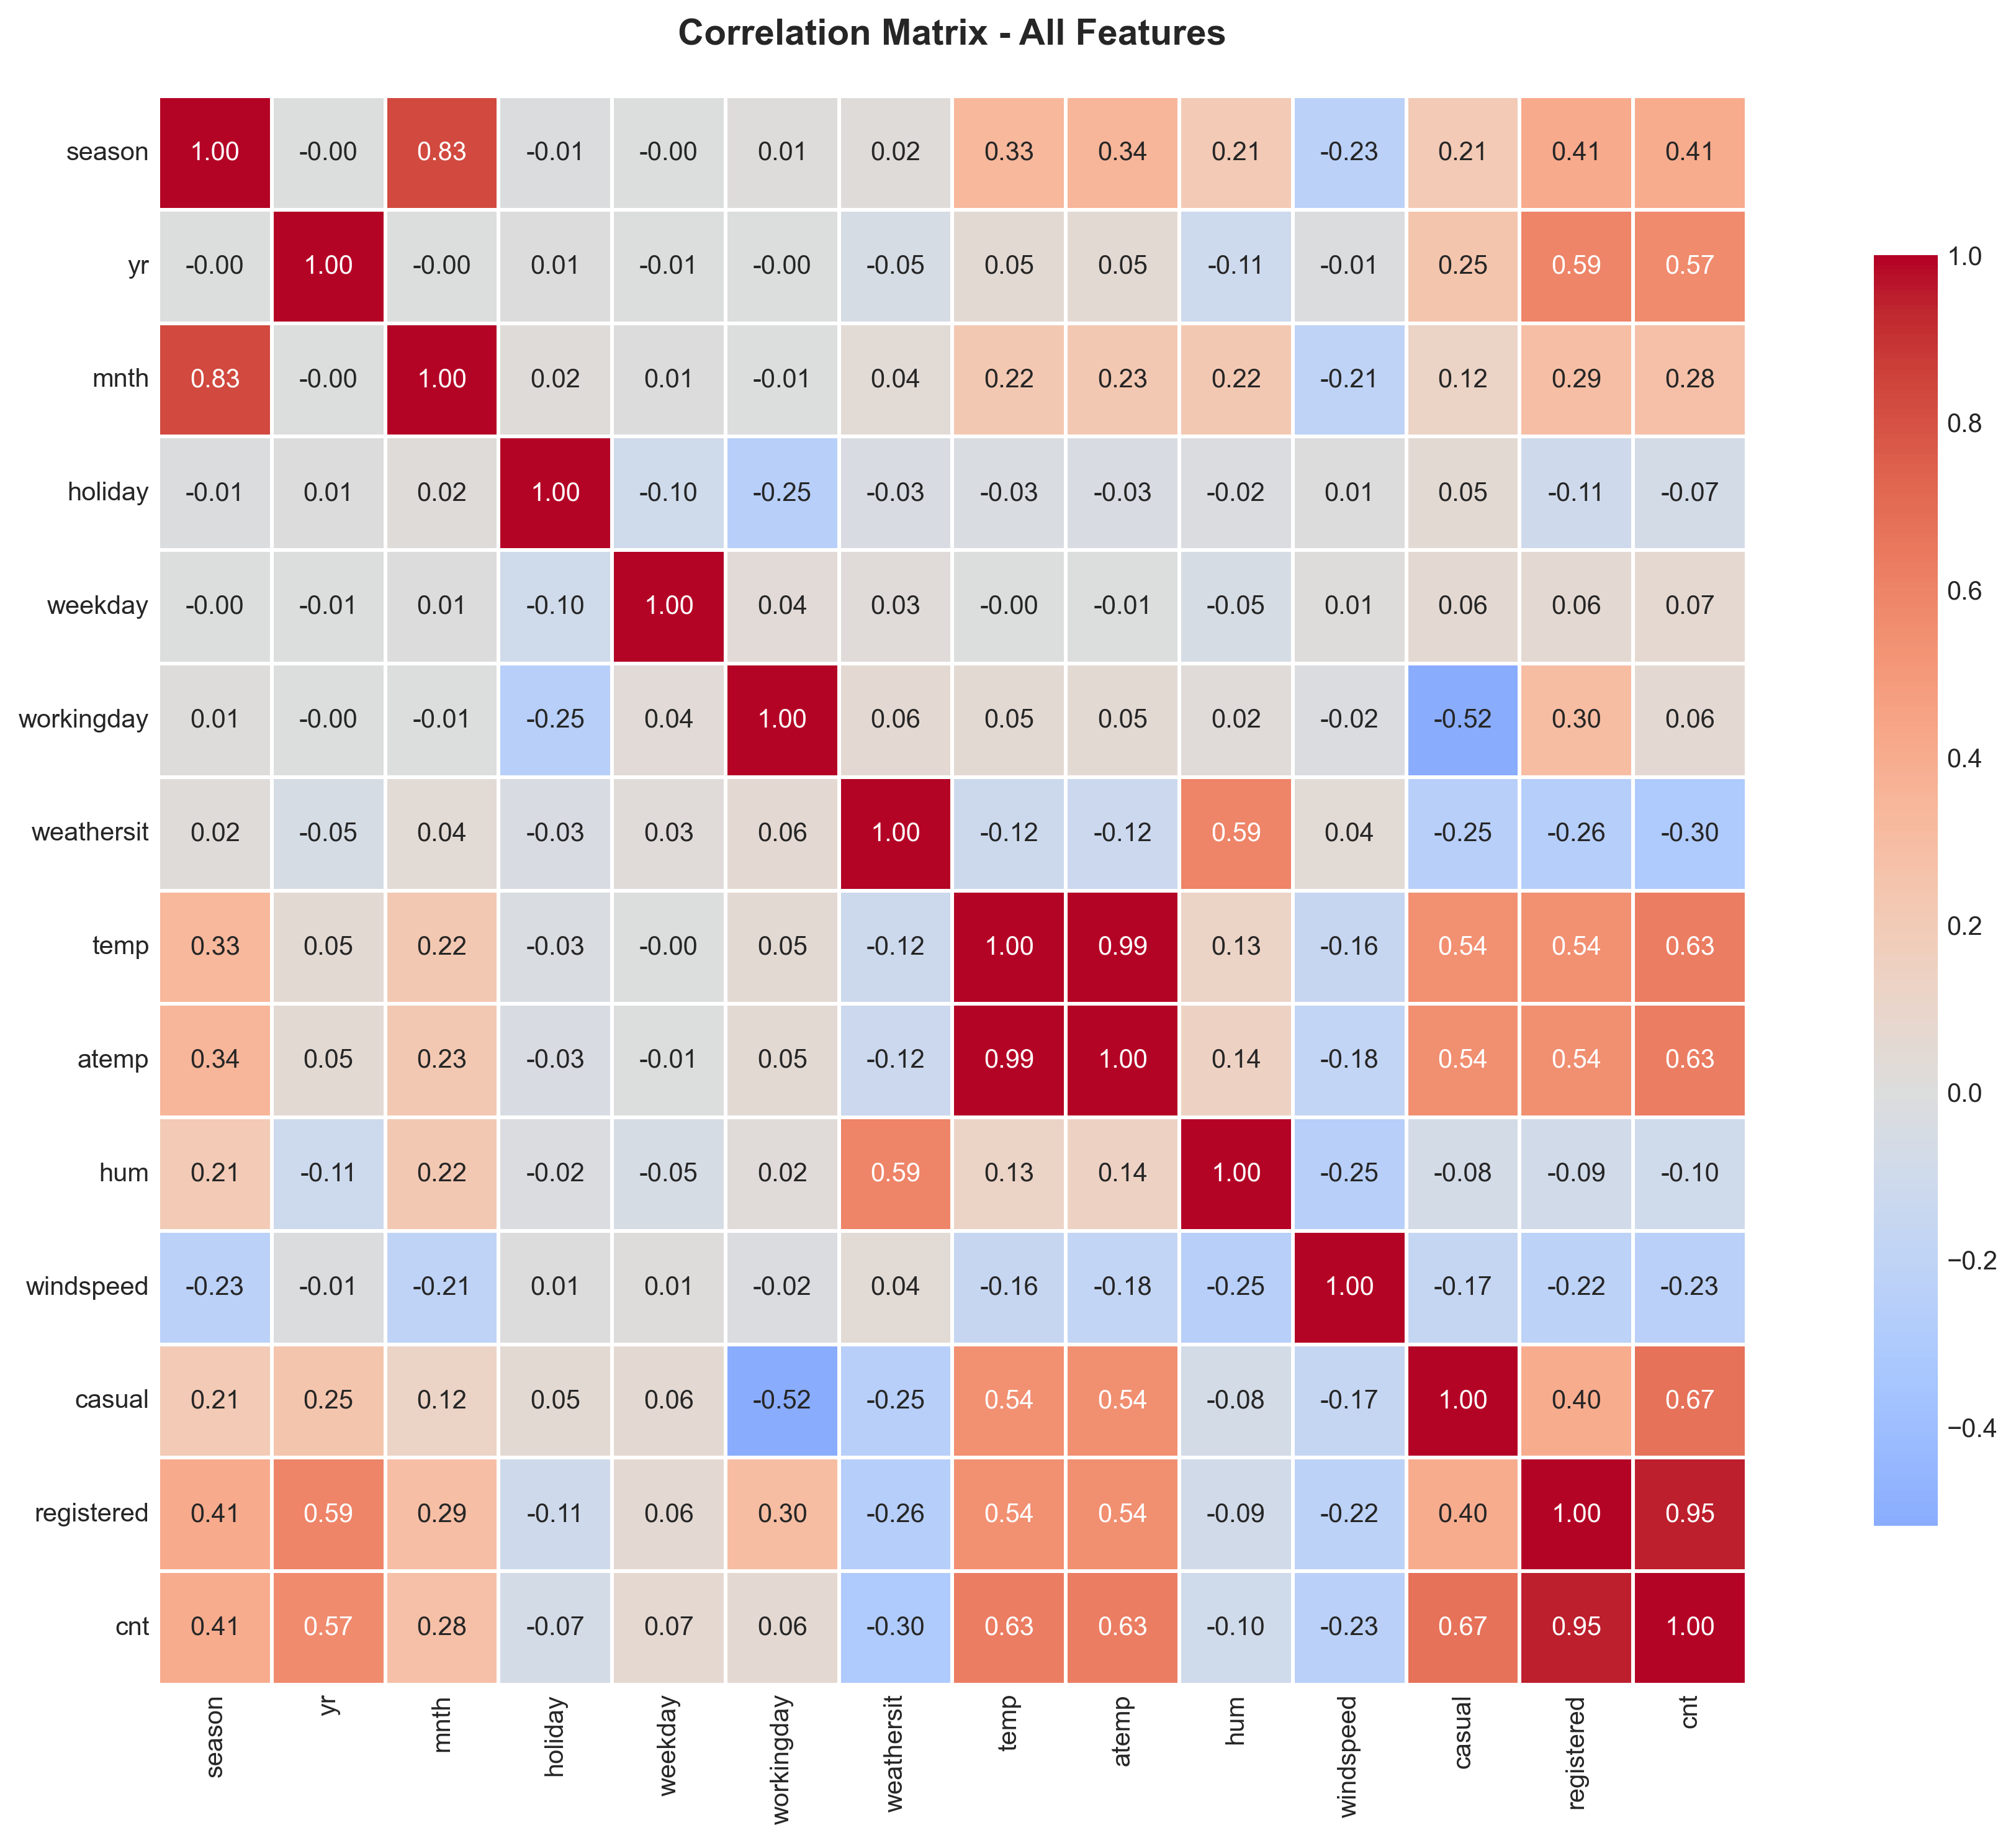 Correlation Matrix - All Features
season 1.00 -0.00 0.83 -0.01 -0.00 0.01 0.02 0.33 0.34 0.21 -0.23 0.21 0.41 0.41
yr -0.00 1.00 -0.00 0.01 -0.01 -0.00 -0.05 0.05 0.05 -0.11 -0.01 0.25 0.59 0.57
mnth 0.83 -0.00 1.00 0.02 0.01 -0.01 0.04 0.22 0.23 0.22 -0.21 0.12 0.29 0.28
holiday -0.01 0.01 0.02 1.00 -0.10 -0.25 -0.03 -0.03 -0.03 -0.02 0.01 0.05 -0.11 -0.07
weekday -0.00 -0.01 0.01 -0.10 1.00 0.04 0.03 -0.00 -0.01 -0.05 0.01 0.06 0.06 0.07
workingday 0.01 -0.00 -0.01 -0.25 0.04 1.00 0.06 0.05 0.05 0.02 -0.02 -0.52 0.30 0.06
weathersit 0.02 -0.05 0.04 -0.03 0.03 0.06 1.00 -0.12 -0.12 0.59 0.04 -0.25 -0.26 -0.30
temp 0.33 0.05 0.22 -0.03 -0.00 0.05 -0.12 1.00 0.99 0.13 -0.16 0.54 0.54 0.63
atemp 0.34 0.05 0.23 -0.03 -0.01 0.05 -0.12 0.99 1.00 0.14 -0.18 0.54 0.54 0.63
hum 0.21 -0.11 0.22 -0.02 -0.05 0.02 0.59 0.13 0.14 1.00 -0.25 -0.08 -0.09 -0.10
windspeed -0.23 -0.01 -0.21 0.01 0.01 -0.02 0.04 -0.16 -0.18 -0.25 1.00 -0.17 -0.22 -0.23
casual 0.21 0.25 0.12 0.05 0.06 -0.52 -0.25 0.54 0.54 -0.08 -0.17 1.00 0.40 0.67
registered 0.41 0.59 0.29 -0.11 0.06 0.30 -0.26 0.54 0.54 -0.09 -0.22 0.40 1.00 0.95
cnt 0.41 0.57 0.28 -0.07 0.07 0.06 -0.30 0.63 0.63 -0.10 -0.23 0.67 0.95 1.00
season yr mnth holiday weekday workingday weathersit temp atemp hum windspeed casual registered cnt
1.0
0.8
0.6
0.4
0.2
0.0
−0.2
−0.4